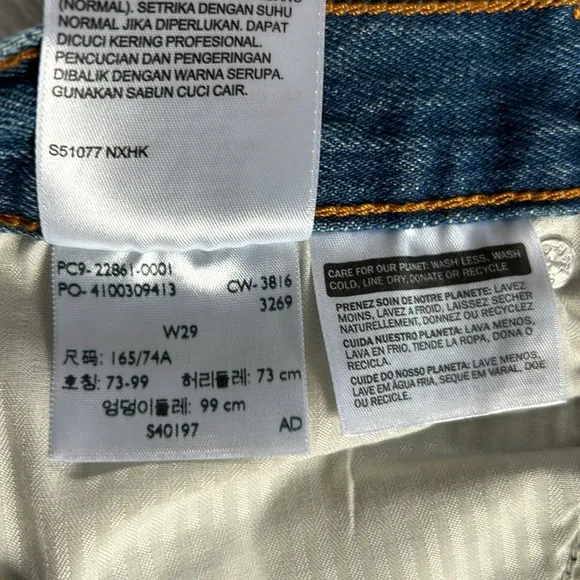 (NORMAL). SETRIKA DENGAN SUHU
NORMAL JIKA DIPERLUKAN. DAPAT
DICUCI KERING PROFESIONAL.
PENCUCIAN DAN PENGERINGAN
DIBALIK DENGAN WARNA SERUPA.
GUNAKAN SABUN CUCI CAIR.
S51077 NXHK
PC9- 22861-0001
PO- 4100309413
CW- 3816
3269
W29
尺码: 165/74A
호칭: 73-99 허리둘레: 73 cm
엉덩이둘레: 99 cm
S40197 AD
CARE FOR OUR PLANET: WASH LESS, WASH
COLD, LINE DRY, DONATE OR RECYCLE
PRENEZ SOIN DE NOTRE PLANETE: LAVEZ
MOINS, LAVEZ A FROID, LAISSEZ SECHER
NATURELLEMENT, DONNEZ OU RECYCLEZ
CUIDA NUESTRO PLANETA: LAVA MENOS,
LAVA EN FRIO, TIENDE LA ROPA, DONA O
RECICLA.
CUIDE DO NOSSO PLANETA: LAVE MENOS,
LAVE EM ÁGUA FRIA, SEQUE EM VARAL, DOE
OU RECICLE.